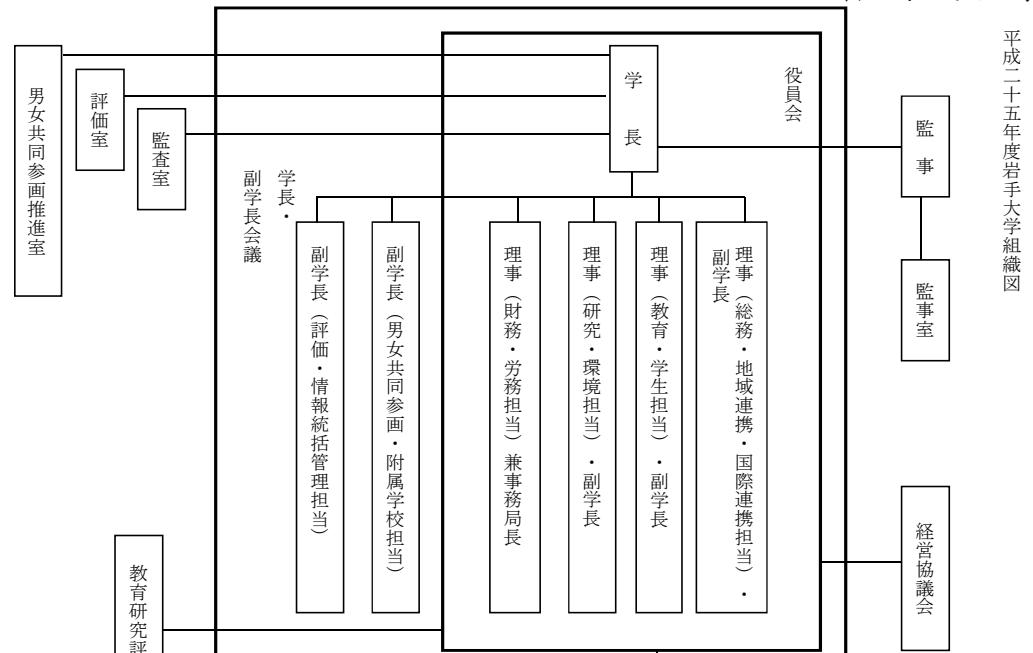 平成二十五年度岩手大学組織図
監事
監事室
経営協議会
役員会
学長
理事（総務・地域連携・国際連携担当）・
副学長
理事（教育・学生担当）・副学長
理事（研究・環境担当）・副学長
理事（財務・労務担当）兼事務局長
学長・
副学長会議
副学長（男女共同参画・附属学校担当）
副学長（評価・情報統括管理担当）
監査室
評価室
男女共同参画推進室
教育研究評